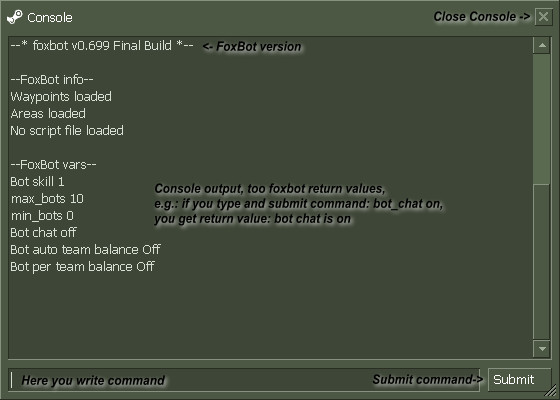 Console
Close Console ->
--* foxbot v0.699 Final Build *--
<- FoxBot version
--FoxBot info--
Waypoints loaded
Areas loaded
No script file loaded
--FoxBot vars--
Bot skill 1
max_bots 10
min_bots 0
Bot chat off
Bot auto team balance Off
Bot per team balance Off
Console output, too foxbot return values,
e.g.: if you type and submit command: bot_chat on,
you get return value: bot chat is on
Here you write command
Submit command->
Submit